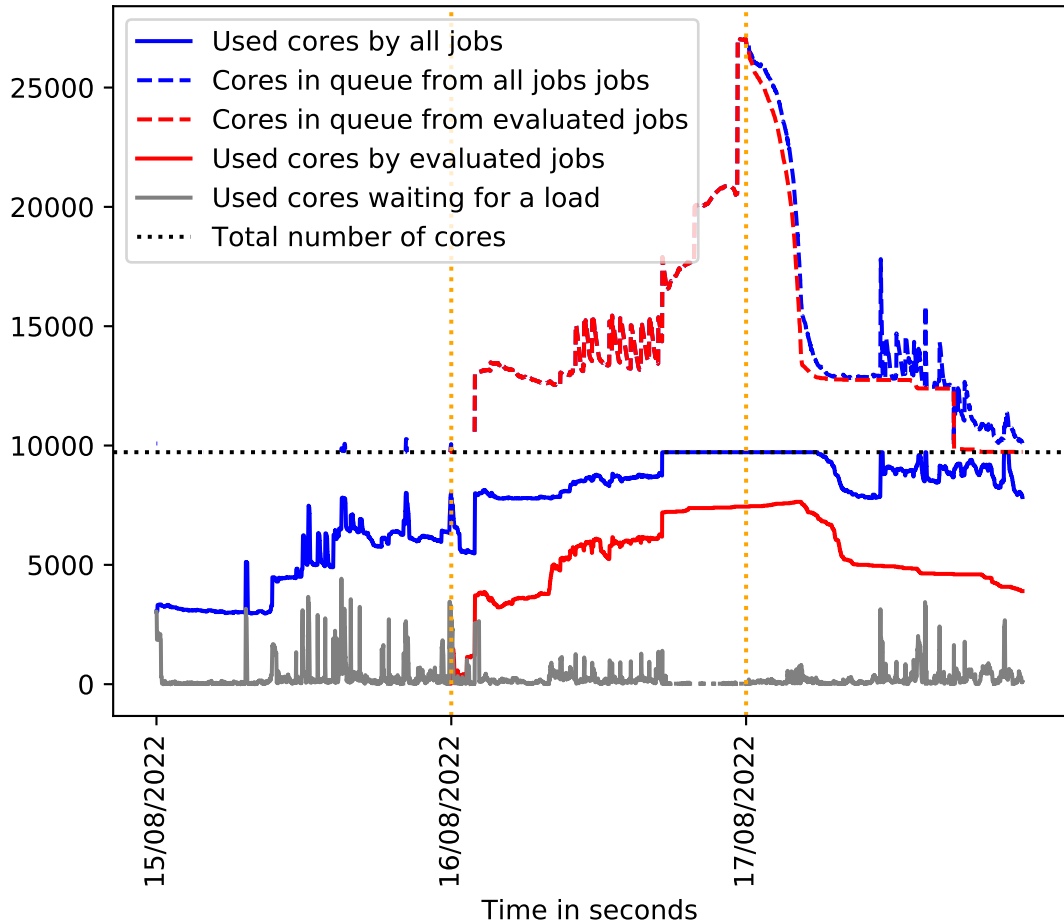 Used cores by all jobs
Cores in queue from all jobs jobs
Cores in queue from evaluated jobs
Used cores by evaluated jobs
Used cores waiting for a load
Total number of cores
25000
20000
15000
10000
5000
0
15/08/2022
16/08/2022
17/08/2022
Time in seconds